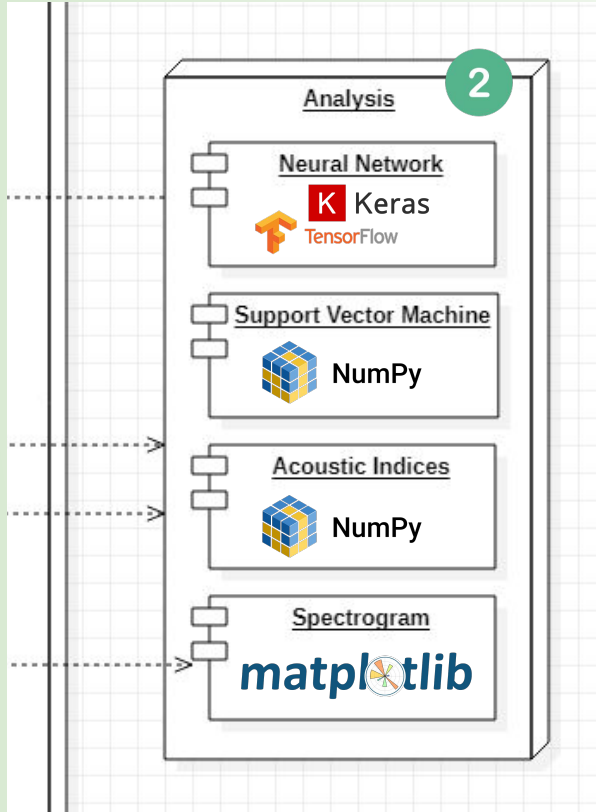 2
Analysis
Neural Network
K Keras
TensorFlow
Support Vector Machine
NumPy
Acoustic Indices
NumPy
Spectrogram
matplotlib